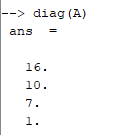 --> diag(A)
ans  =
16.
10.
7.
1.